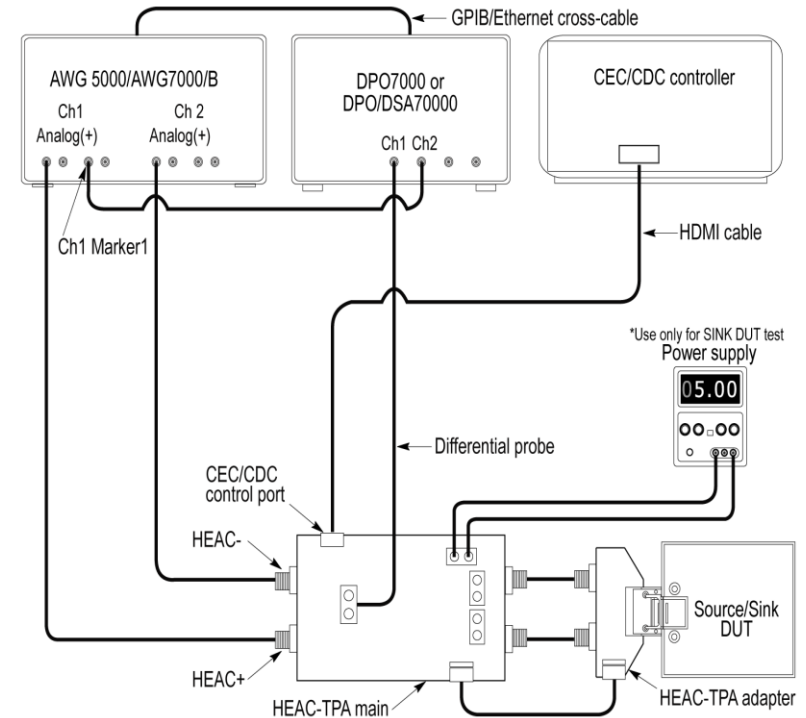 GPIB/Ethernet cross-cable
AWG 5000/AWG7000/B
Ch1
Analog(+)
Ch 2
Analog(+)
DPO7000 or
DPO/DSA70000
Ch1 Ch2
CEC/CDC controller
Ch1 Marker1
HDMI cable
*Use only for SINK DUT test
Power supply
05.00
Differential probe
CEC/CDC
control port
HEAC-
HEAC+
HEAC-TPA main
Source/Sink
DUT
HEAC-TPA adapter